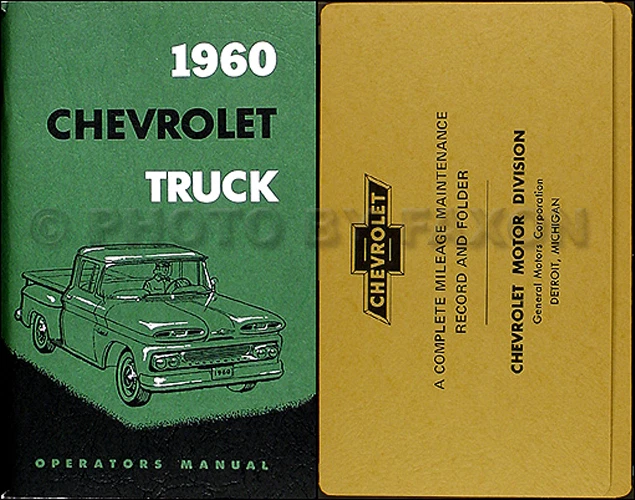 1960
CHEVROLET
TRUCK
© PHOTO BY FAXON
1960
OPERATORS MANUAL
CHEVROLET
A COMPLETE MILEAGE MAINTENANCE
RECORD AND FOLDER
CHEVROLET MOTOR DIVISION
General Motors Corporation
DETROIT, MICHIGAN